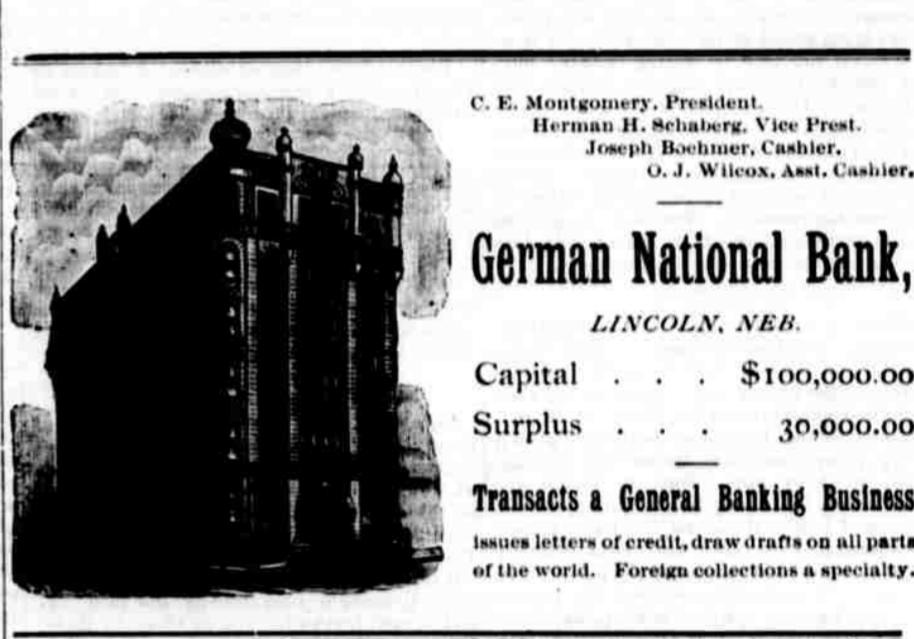 C. E. Montgomery, President.
Herman H. Schaberg, Vice Prest.
Joseph Boehmer, Cashier.
O. J. Wilcox, Asst. Cashier.
German National Bank,
LINCOLN, NEB.
Capital . . . $100,000.00
Surplus . . . 30,000.00
Transacts a General Banking Business
issues letters of credit, draw drafts on all parts
of the world. Foreign collections a specialty.